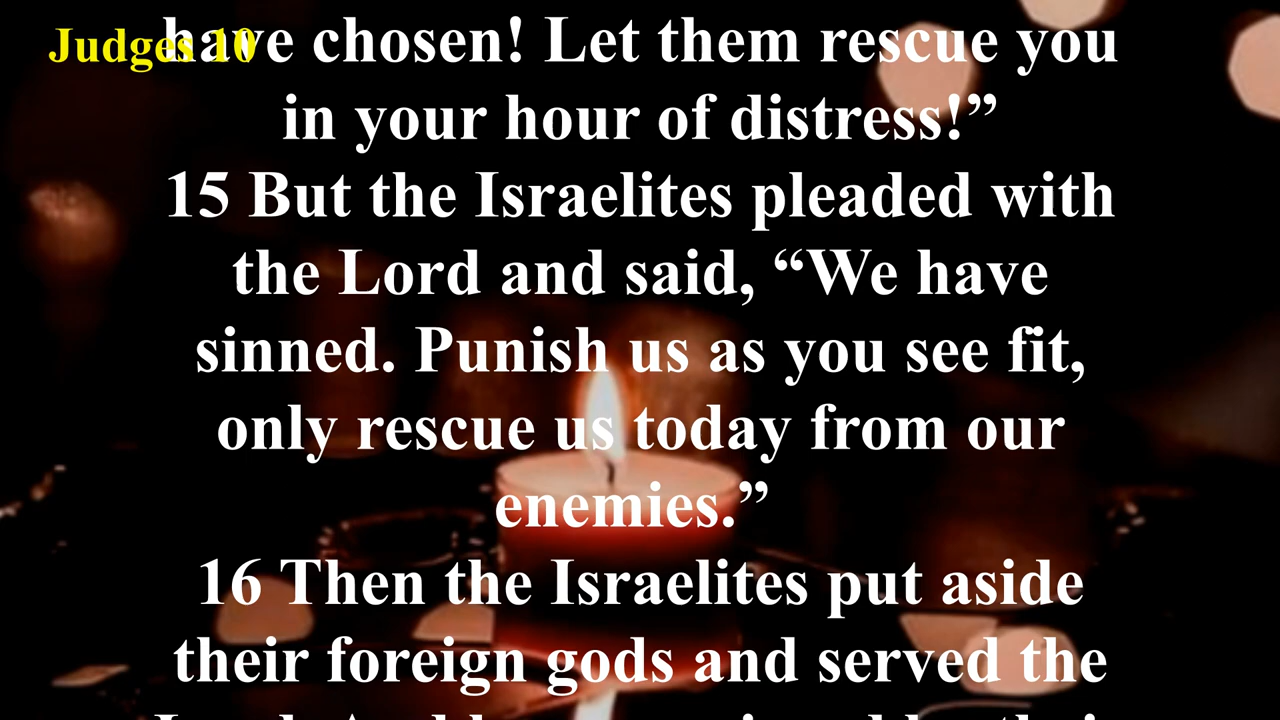 Judges 10
have chosen! Let them rescue you
in your hour of distress!”
15 But the Israelites pleaded with
the Lord and said, “We have
sinned. Punish us as you see fit,
only rescue us today from our
enemies.”
16 Then the Israelites put aside
their foreign gods and served the